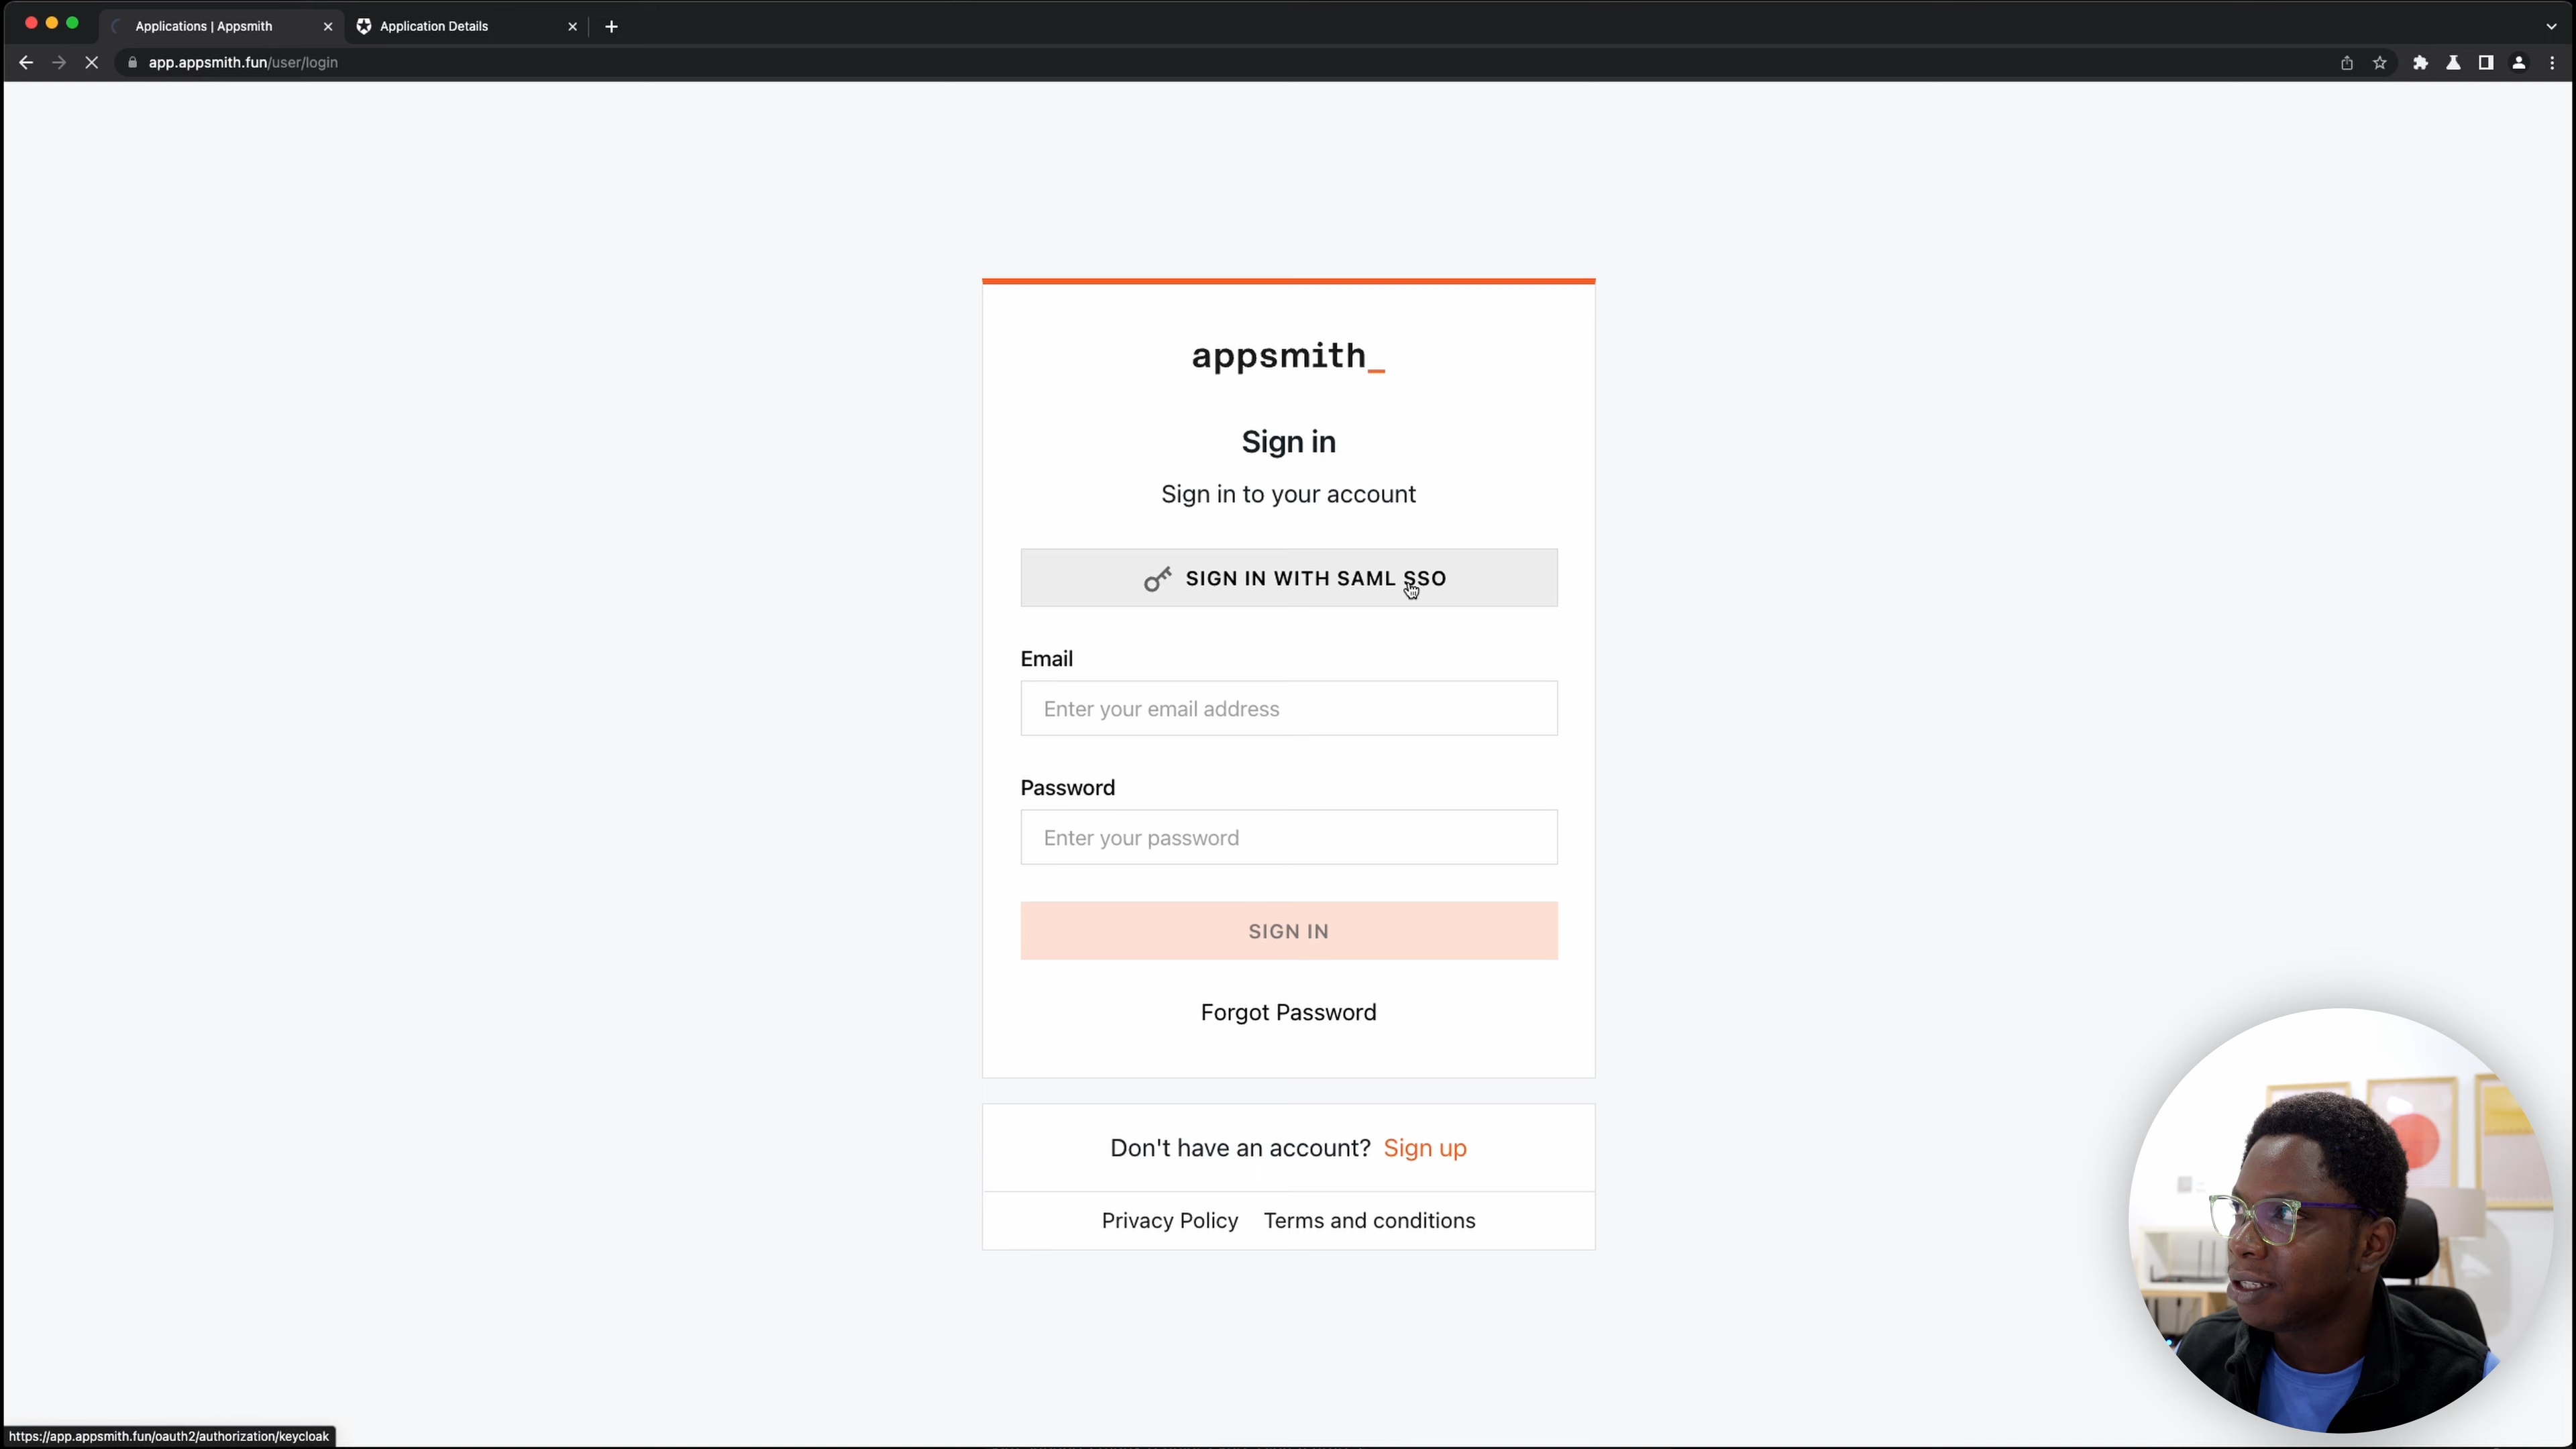 Applications | Appsmith
Application Details
app.appsmith.fun/user/login
appsmith_
Sign in
Sign in to your account
SIGN IN WITH SAML SSO
Email
Enter your email address
Password
Enter your password
SIGN IN
Forgot Password
Don't have an account? Sign up
Privacy Policy Terms and conditions
https://app.appsmith.fun/oauth2/authorization/keycloak